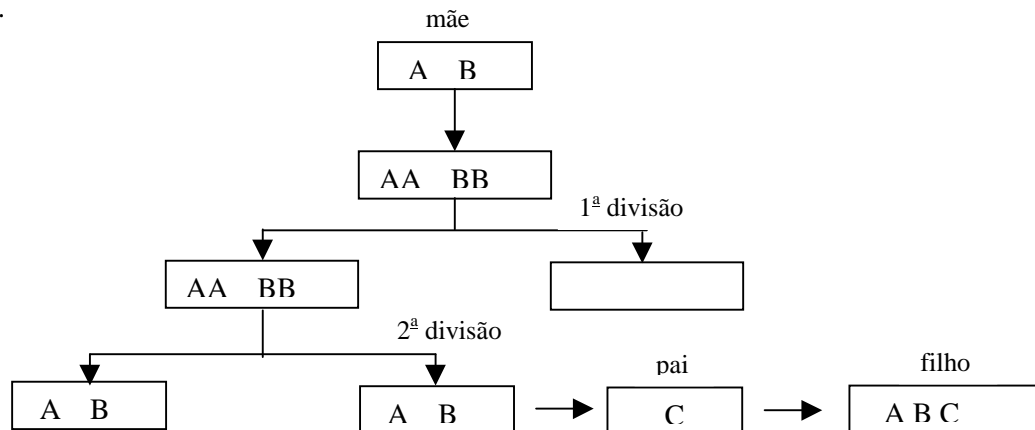 .
mãe
A B
AA BB
1ª divisão
AA BB
2ª divisão
pai
filho
A B
A B
C
A B C